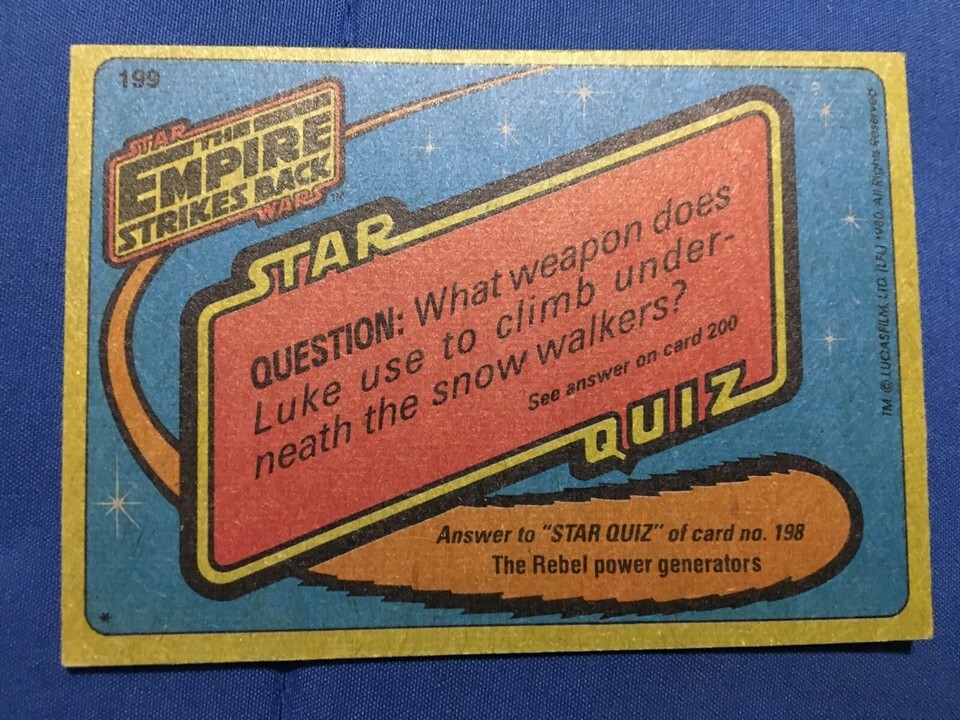 199
STAR
THE
EMPIRE
STRIKES BACK
WARS™
STAR
QUESTION: What weapon does
Luke use to climb under-
neath the snow walkers?
See answer on card 200
QUIZ
Answer to "STAR QUIZ" of card no. 198
The Rebel power generators
*
TM: © LUCASFILM, LTD. (LFL) 1980. All Rights Reserved.